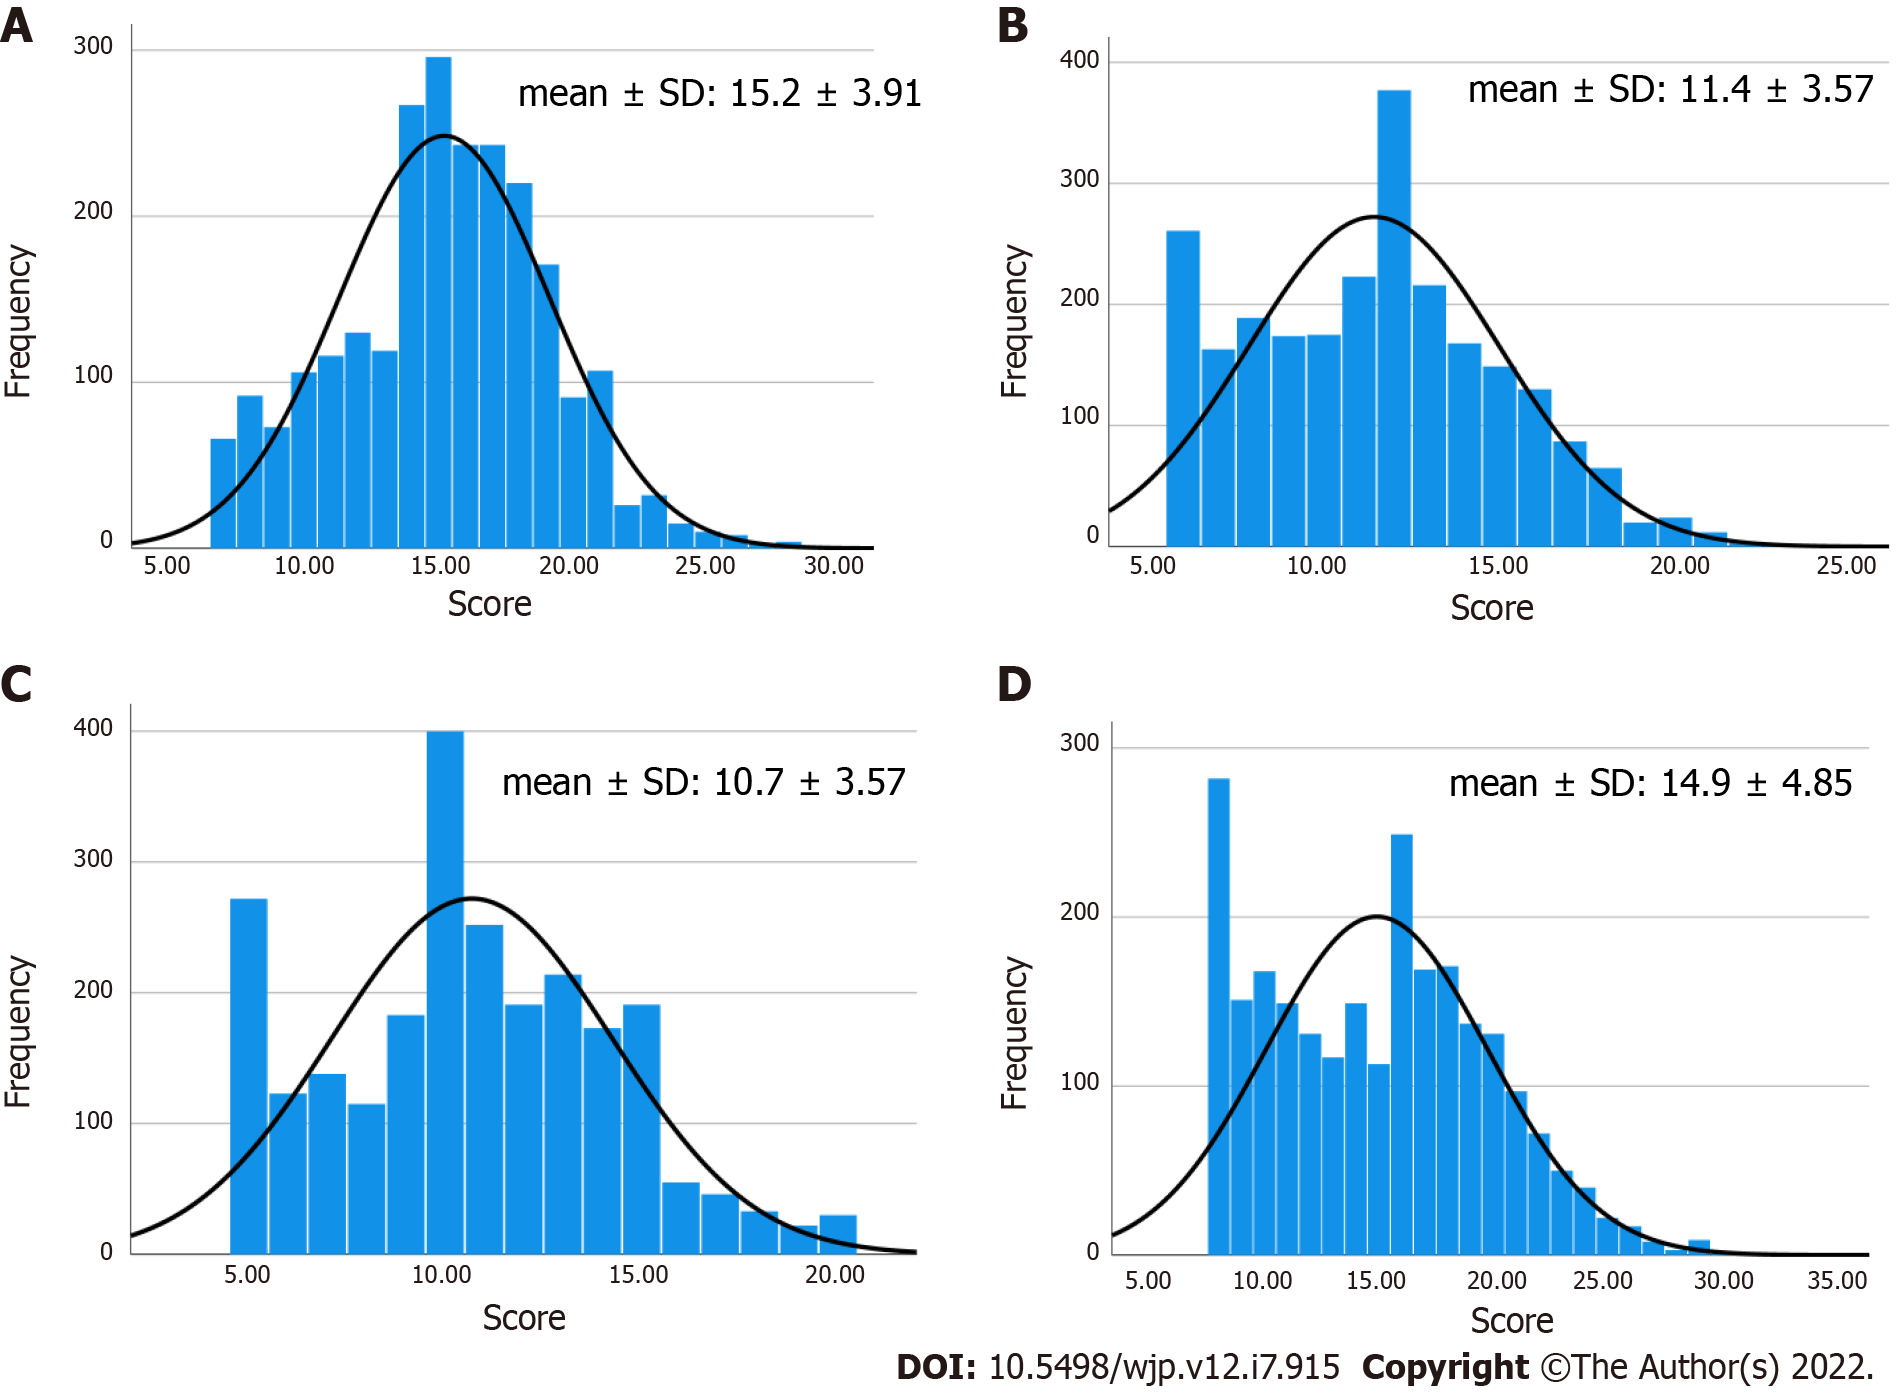 A
mean ± SD: 15.2 ± 3.91
Frequency
300
200
100
0
5.00 10.00 15.00 20.00 25.00 30.00
Score
B
mean ± SD: 11.4 ± 3.57
Frequency
400
300
200
100
0
5.00 10.00 15.00 20.00 25.00
Score
C
mean ± SD: 10.7 ± 3.57
Frequency
400
300
200
100
0
5.00 10.00 15.00 20.00
Score
D
mean ± SD: 14.9 ± 4.85
Frequency
300
200
100
0
5.00 10.00 15.00 20.00 25.00 30.00 35.00
Score
DOI: 10.5498/wjp.v12.i7.915 Copyright ©The Author(s) 2022.